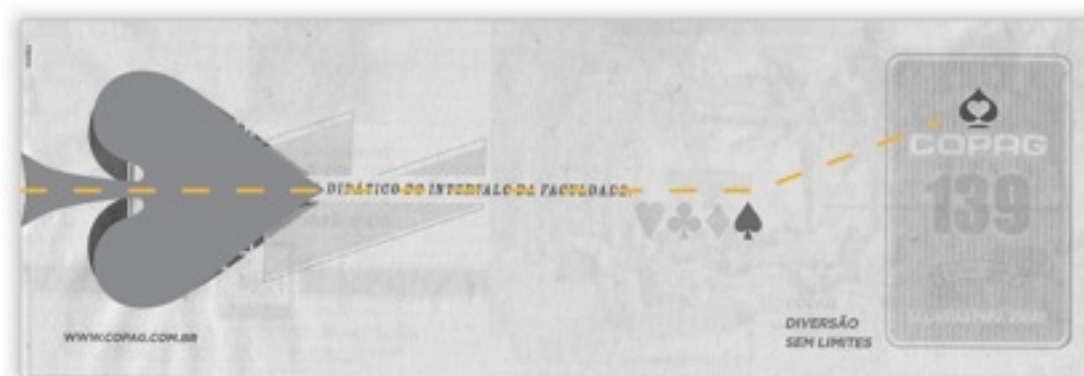 DIDÁTICO DO INTERVALO DA FACULDADE.
COPAG
139
WWW.COPAG.COM.BR
DIVERSÃO
SEM LIMITES